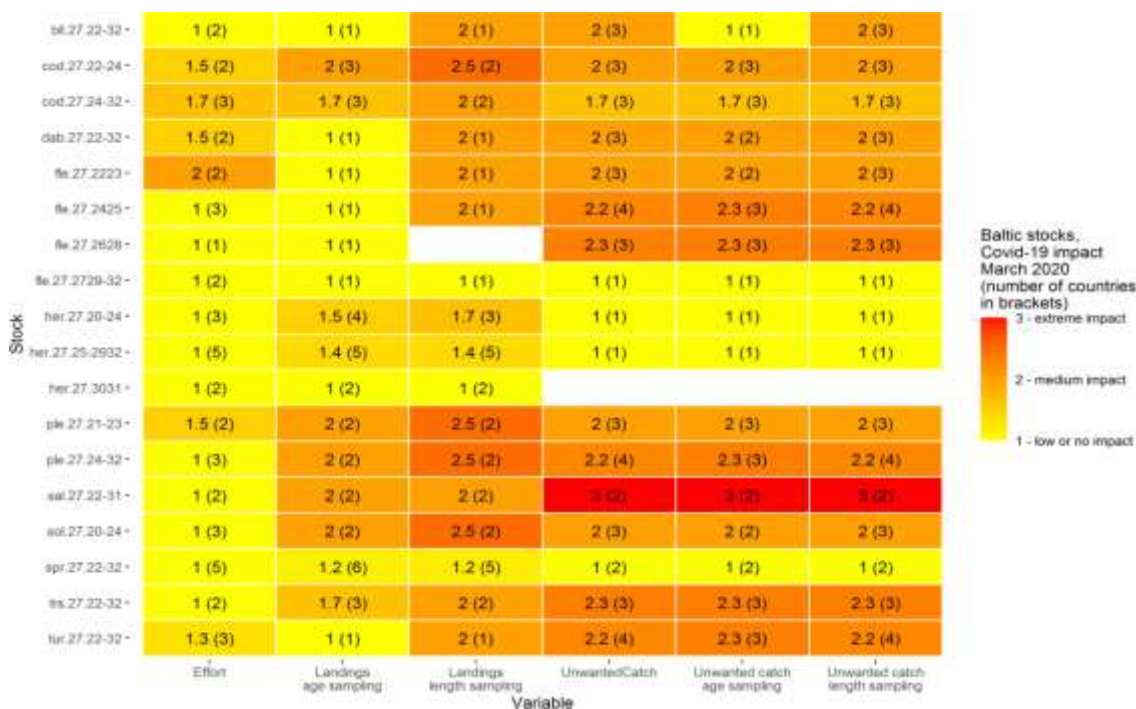 bll.27.22-32 1 (2) 1 (1) 2 (1) 2 (3) 1 (1) 2 (3)
cod.27.22-24 1.5 (2) 2 (3) 2.5 (2) 2 (3) 2 (3) 2 (3)
cod.27.24-32 1.7 (3) 1.7 (3) 2 (2) 1.7 (3) 1.7 (3) 1.7 (3)
dab.27.22-32 1.5 (2) 1 (1) 2 (1) 2 (3) 2 (2) 2 (3)
fle.27.2223 2 (2) 1 (1) 2 (1) 2 (3) 2 (2) 2 (3)
fle.27.2425 1 (3) 1 (1) 2 (1) 2.2 (4) 2.3 (3) 2.2 (4)
fle.27.2628 1 (1) 1 (1) 2.3 (3) 2.3 (3) 2.3 (3)
fle.27.2729-32 1 (2) 1 (1) 1 (1) 1 (1) 1 (1) 1 (1)
her.27.20-24 1 (3) 1.5 (4) 1.7 (3) 1 (1) 1 (1) 1 (1)
her.27.25-2932 1 (5) 1.4 (5) 1.4 (5) 1 (1) 1 (1) 1 (1)
her.27.3031 1 (2) 1 (2) 1 (2)
ple.27.21-23 1.5 (2) 2 (2) 2.5 (2) 2 (3) 2 (3) 2 (3)
ple.27.24-32 1 (3) 2 (2) 2.5 (2) 2.2 (4) 2.3 (3) 2.2 (4)
sal.27.22-31 1 (2) 2 (2) 2 (2) 3 (2) 3 (2) 3 (2)
sol.27.20-24 1 (3) 2 (2) 2.5 (2) 2 (3) 2 (2) 2 (3)
spr.27.22-32 1 (5) 1.2 (6) 1.2 (5) 1 (2) 1 (2) 1 (2)
trs.27.22-32 1 (2) 1.7 (3) 2 (2) 2.3 (3) 2.3 (3) 2.3 (3)
tur.27.22-32 1.3 (3) 1 (1) 2 (1) 2.2 (4) 2.3 (3) 2.2 (4)
Stock
Effort Landings Landings UnwantedCatch Unwanted catch Unwanted catch
age sampling length sampling age sampling length sampling
Variable
Baltic stocks,
Covid-19 impact
March 2020
(number of countries
in brackets)
3 - extreme impact
2 - medium impact
1 - low or no impact